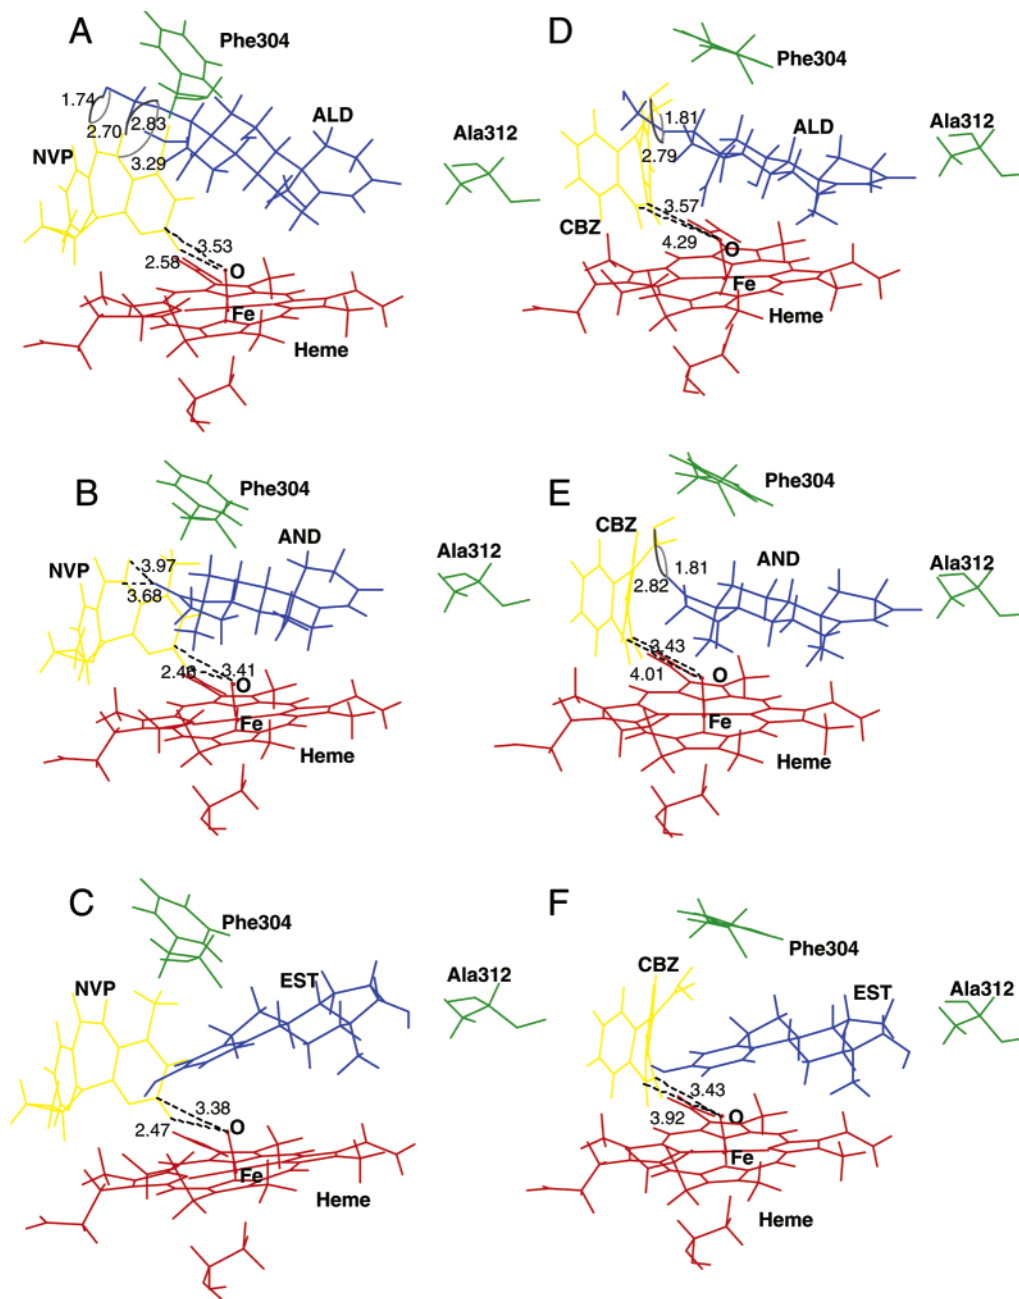 A
Phe304
1.74
2.70
2.83
ALD
NVP
3.29
3.53
2.58
O
Fe
Heme
Ala312
D
Phe304
1.81
ALD
Ala312
2.79
CBZ
3.57
4.29
O
Fe
Heme
B
Phe304
AND
NVP
3.97
3.68
2.46
3.41
O
Fe
Heme
Ala312
E
Phe304
CBZ
1.81
AND
2.82
Ala312
3.43
4.01
O
Fe
Heme
C
Phe304
NVP
EST
Ala312
3.38
2.47
O
Fe
Heme
F
Phe304
CBZ
EST
Ala312
3.43
3.92
O
Fe
Heme